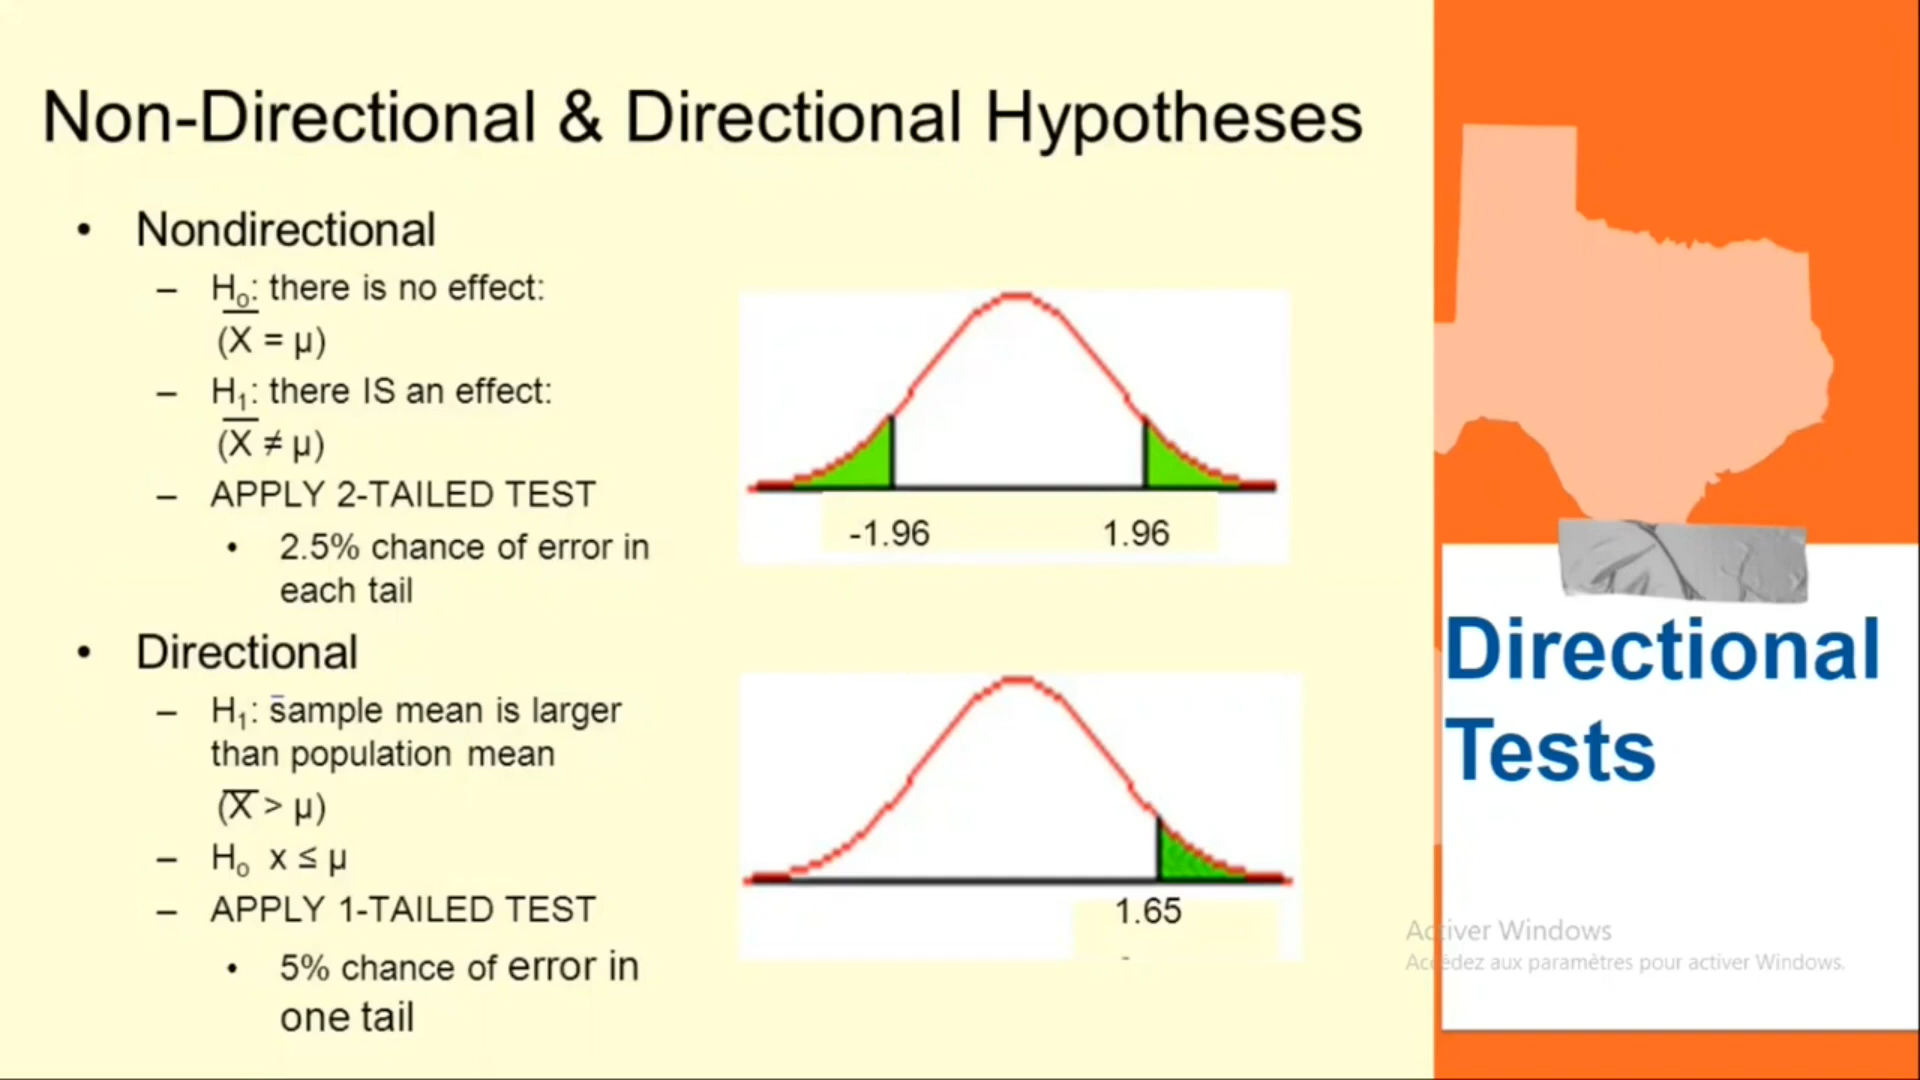 Non-Directional & Directional Hypotheses
• Nondirectional
– H₀: there is no effect:
(X̅ = μ)
– H₁: there IS an effect:
(X̅ ≠ μ)
– APPLY 2-TAILED TEST
• 2.5% chance of error in
each tail
-1.96 1.96
• Directional
– H₁: sample mean is larger
than population mean
(X̅ > μ)
– H₀ x ≤ μ
– APPLY 1-TAILED TEST
• 5% chance of error in
one tail
1.65
-
Directional
Tests
Activer Windows
Accédez aux paramètres pour activer Windows.